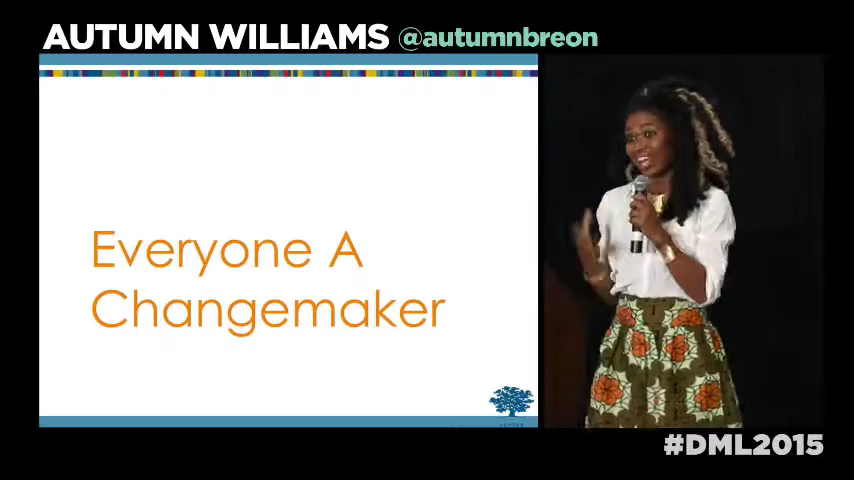 AUTUMN WILLIAMS @autumnbreon
Everyone A
Changemaker
#DML2015